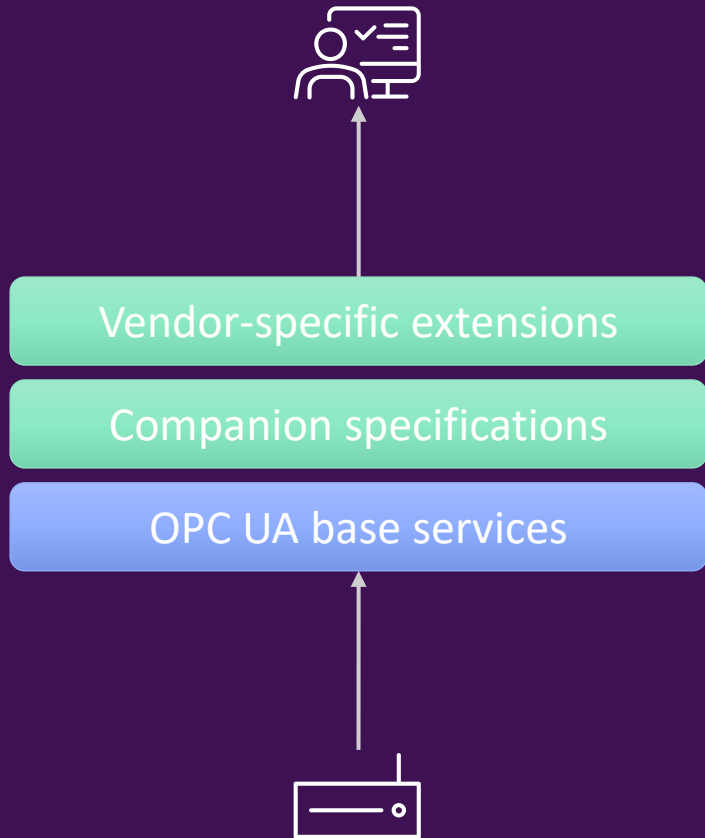 Vendor-specific extensions
Companion specifications
OPC UA base services